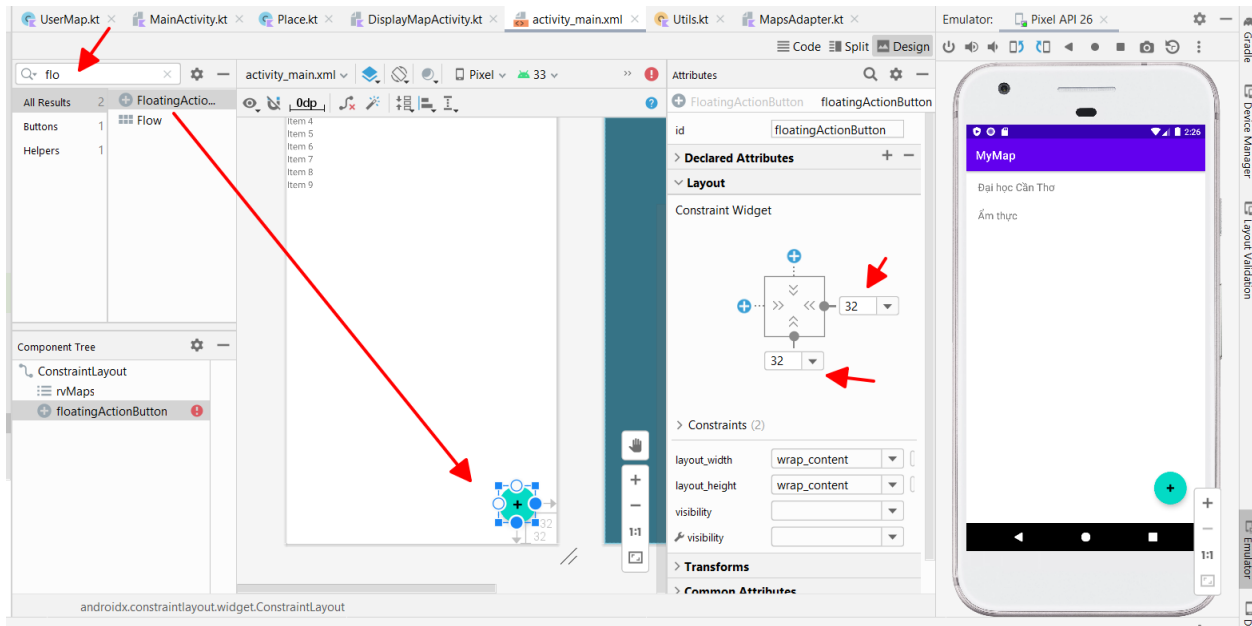 UserMap.kt MainActivity.kt Place.kt DisplayMapActivity.kt activity_main.xml Utils.kt MapsAdapter.kt Emulator: Pixel API 26
Code Split Design
flo activity_main.xml Pixel 33 Attributes
All Results 2 FloatingActio... 0dp FloatingActionButton floatingActionButton
Buttons 1 Flow
Helpers 1
Item 4
Item 5
Item 6
Item 7
Item 8
Item 9
id floatingActionButton
Declared Attributes
Layout
Constraint Widget
32
32
Constraints (2)
layout_width wrap_content
layout_height wrap_content
visibility
visibility
Transforms
Common Attributes
Component Tree
ConstraintLayout
rvMaps
floatingActionButton
32
32
1:1
androidx.constraintlayout.widget.ConstraintLayout
2:26
MyMap
Đại học Cần Thơ
Ẩm thực
1:1
Gradle
Device Manager
Layout Validation
Emulator